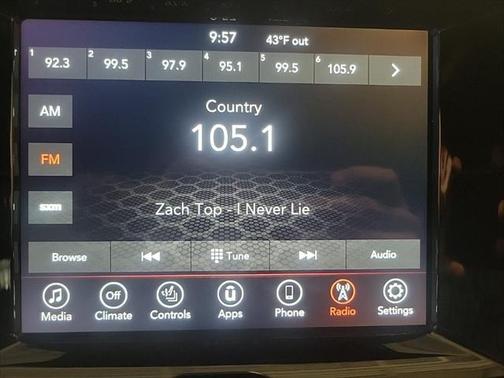 9:57 43°F out
1 92.3 2 99.5 3 97.9 4 95.1 5 99.5 6 105.9
AM
Country
105.1
FM
sxm
Zach Top - I Never Lie
Browse Tune Audio
Off
Media Climate Controls Apps Phone Radio Settings